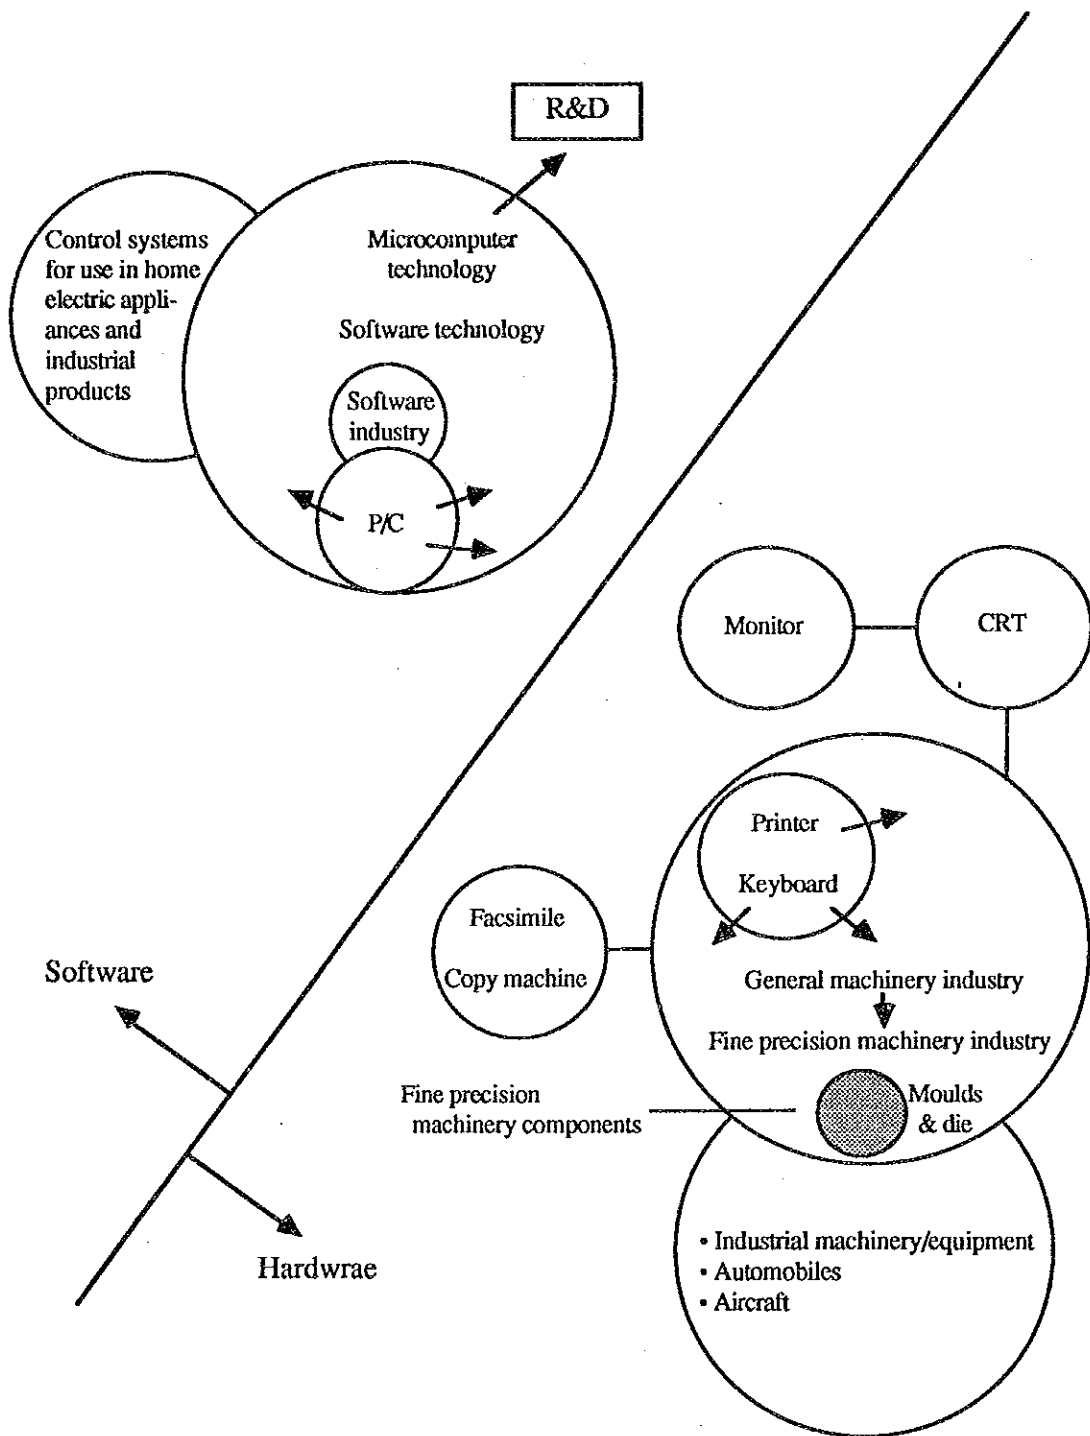 R&D
Control systems
for use in home
electric appli-
ances and
industrial
products
Microcomputer
technology
Software technology
Software
industry
P/C
Monitor
CRT
Printer
Keyboard
Facsimile
Copy machine
General machinery industry
Fine precision machinery industry
Moulds
& die
Fine precision
machinery components
• Industrial machinery/equipment
• Automobiles
• Aircraft
Software
Hardwrae